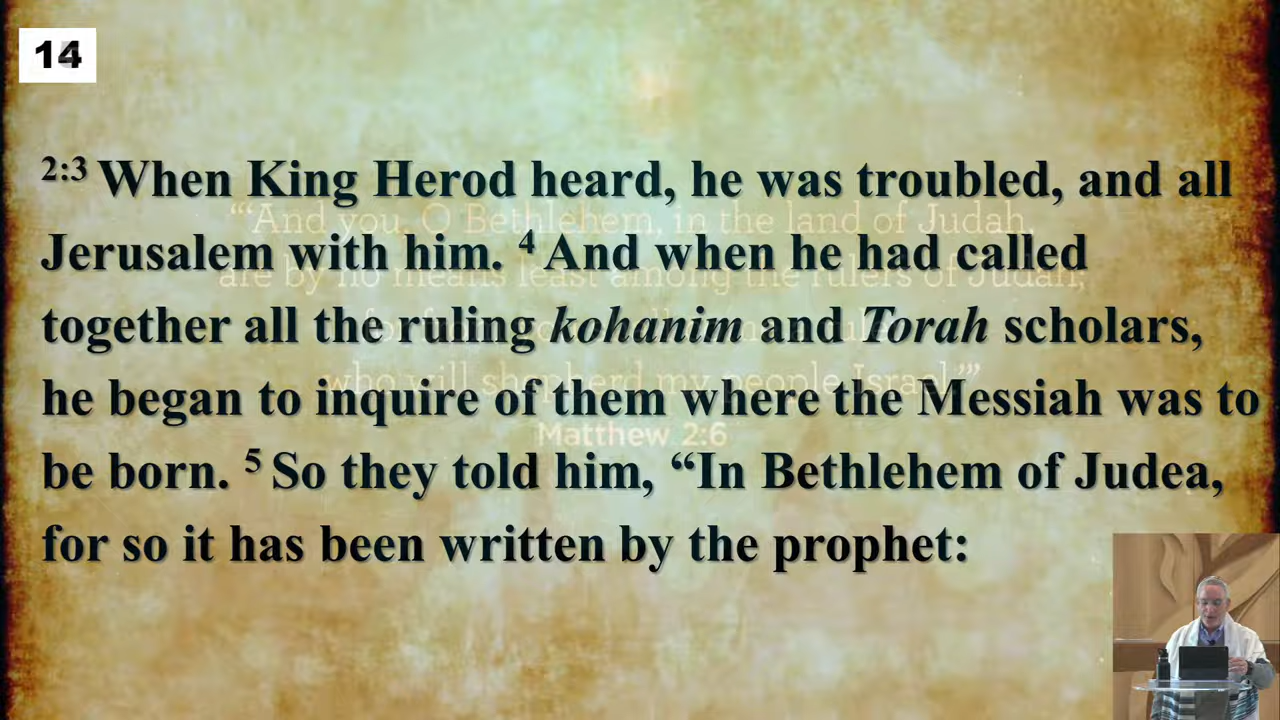 14
2:3 When King Herod heard, he was troubled, and all
Jerusalem with him. 4 And when he had called
together all the ruling kohanim and Torah scholars,
he began to inquire of them where the Messiah was to
be born. 5 So they told him, “In Bethlehem of Judea,
for so it has been written by the prophet:
“‘And you, O Bethlehem, in the land of Judah,
are by no means least among the rulers of Judah;
who will shepherd my people Israel.’”
Matthew 2:6